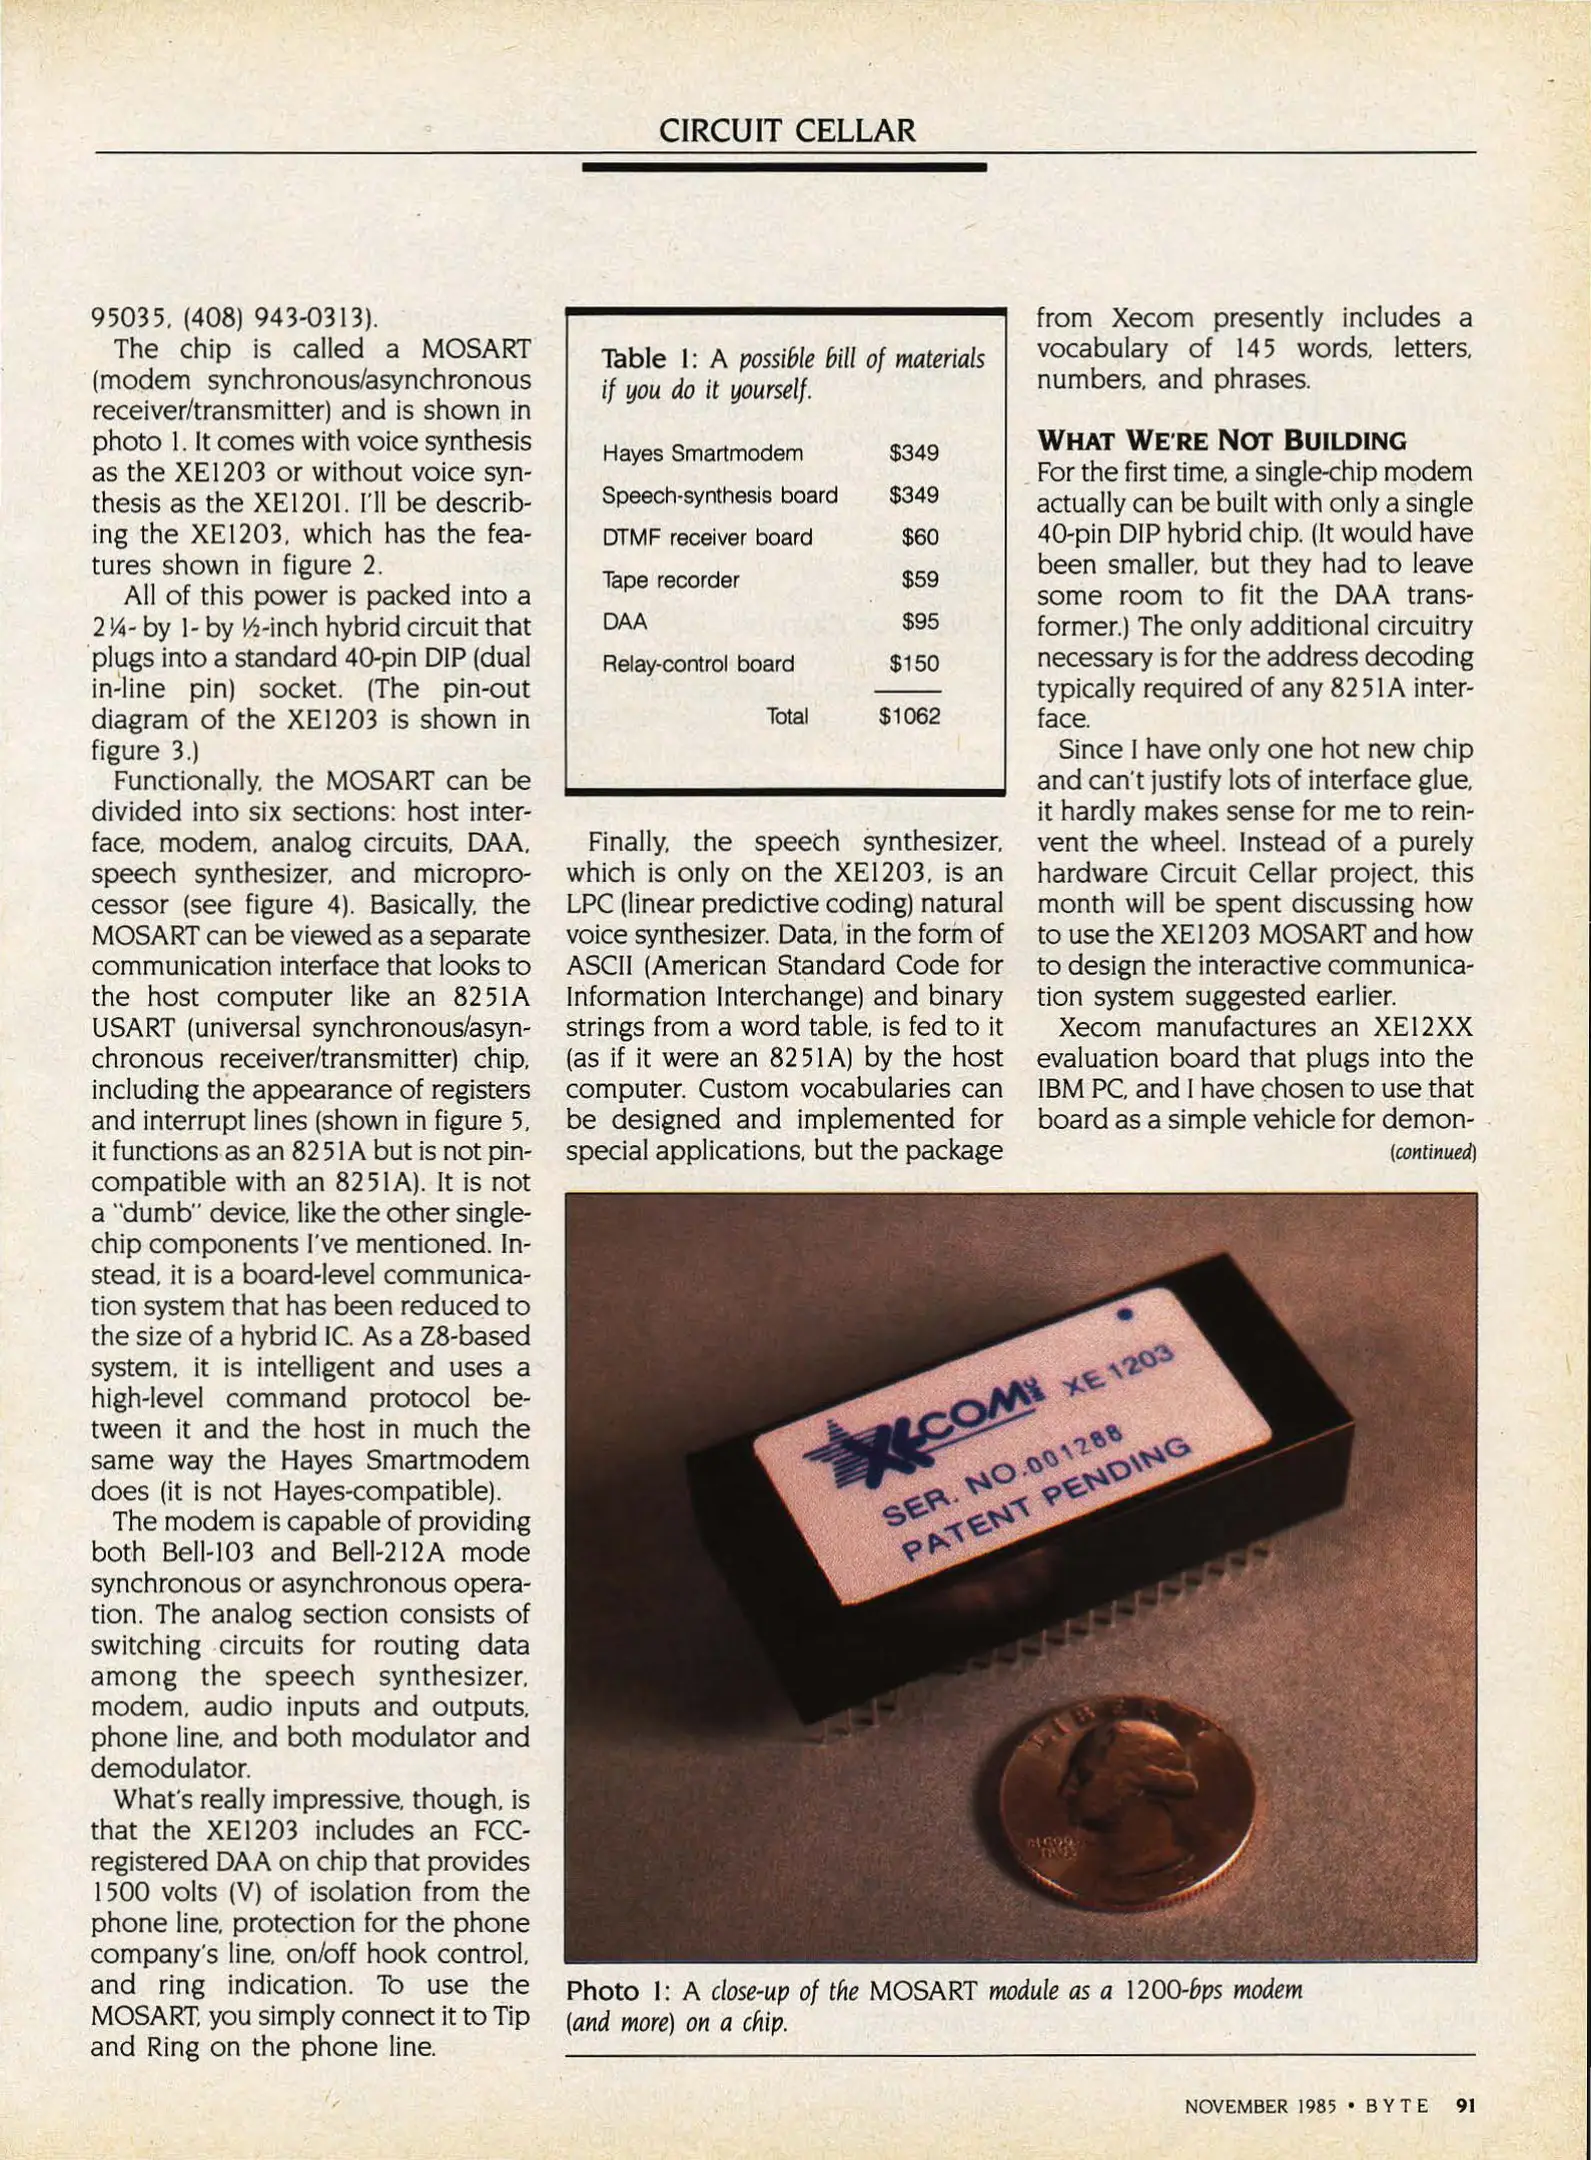 CIRCUIT CELLAR
95035, (408) 943-0313).
The chip is called a MOSART
(modem synchronous/asynchronous
receiver/transmitter) and is shown in
photo 1. It comes with voice synthesis
as the XE1203 or without voice syn-
thesis as the XE1201. I'll be describ-
ing the XE1203, which has the fea-
tures shown in figure 2.
All of this power is packed into a
2¼- by 1- by ½-inch hybrid circuit that
plugs into a standard 40-pin DIP (dual
in-line pin) socket. (The pin-out
diagram of the XE1203 is shown in
figure 3.)
Functionally, the MOSART can be
divided into six sections: host inter-
face, modem, analog circuits, DAA,
speech synthesizer, and micropro-
cessor (see figure 4). Basically, the
MOSART can be viewed as a separate
communication interface that looks to
the host computer like an 8251A
USART (universal synchronous/asyn-
chronous receiver/transmitter) chip,
including the appearance of registers
and interrupt lines (shown in figure 5,
it functions as an 8251A but is not pin-
compatible with an 8251A). It is not
a "dumb" device, like the other single-
chip components I've mentioned. In-
stead, it is a board-level communica-
tion system that has been reduced to
the size of a hybrid IC. As a Z8-based
system, it is intelligent and uses a
high-level command protocol be-
tween it and the host in much the
same way the Hayes Smartmodem
does (it is not Hayes-compatible).
The modem is capable of providing
both Bell-103 and Bell-212A mode
synchronous or asynchronous opera-
tion. The analog section consists of
switching circuits for routing data
among the speech synthesizer,
modem, audio inputs and outputs,
phone line, and both modulator and
demodulator.
What's really impressive, though, is
that the XE1203 includes an FCC-
registered DAA on chip that provides
1500 volts (V) of isolation from the
phone line, protection for the phone
company's line, on/off hook control,
and ring indication. To use the
MOSART, you simply connect it to Tip
and Ring on the phone line.
Table 1: A possible bill of materials
if you do it yourself.
Hayes Smartmodem $349
Speech-synthesis board $349
DTMF receiver board $60
Tape recorder $59
DAA $95
Relay-control board $150
Total $1062
Finally, the speech synthesizer,
which is only on the XE1203, is an
LPC (linear predictive coding) natural
voice synthesizer. Data, in the form of
ASCII (American Standard Code for
Information Interchange) and binary
strings from a word table, is fed to it
(as if it were an 8251A) by the host
computer. Custom vocabularies can
be designed and implemented for
special applications, but the package
from Xecom presently includes a
vocabulary of 145 words, letters,
numbers, and phrases.
WHAT WE'RE NOT BUILDING
For the first time, a single-chip modem
actually can be built with only a single
40-pin DIP hybrid chip. (It would have
been smaller, but they had to leave
some room to fit the DAA trans-
former.) The only additional circuitry
necessary is for the address decoding
typically required of any 8251A inter-
face.
Since I have only one hot new chip
and can't justify lots of interface glue,
it hardly makes sense for me to rein-
vent the wheel. Instead of a purely
hardware Circuit Cellar project, this
month will be spent discussing how
to use the XE1203 MOSART and how
to design the interactive communica-
tion system suggested earlier.
Xecom manufactures an XE12XX
evaluation board that plugs into the
IBM PC, and I have chosen to use that
board as a simple vehicle for demon-
(continued)
XECOM INC XE1203
SER. NO.001288
PATENT PENDING
LIBERTY
Photo 1: A close-up of the MOSART module as a 1200-bps modem
(and more) on a chip.
NOVEMBER 1985 • BYTE 91